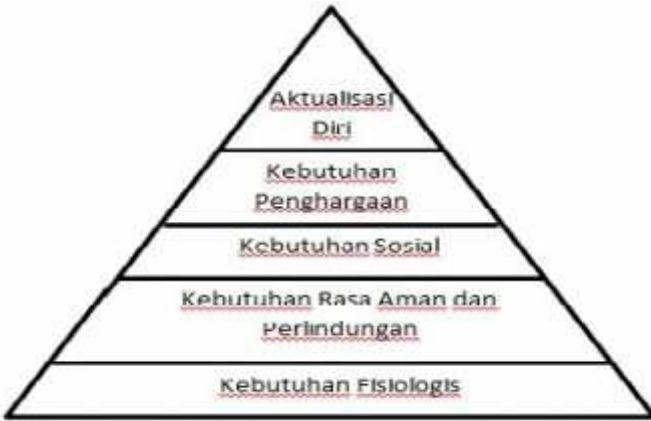 Aktualisasi
Diri
Kebutuhan
Penghargaan
Kebutuhan Sosial
Kebutuhan Rasa Aman dan
Perlindungan
Kebutuhan Fisiologis